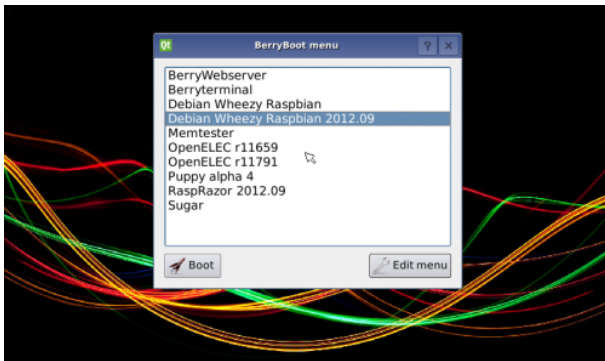 Qt BerryBoot menu ? ×
BerryWebserver
Berryterminal
Debian Wheezy Raspbian
Debian Wheezy Raspbian 2012.09
Memtester
OpenELEC r11659
OpenELEC r11791
Puppy alpha 4
RaspRazor 2012.09
Sugar
Boot Edit menu